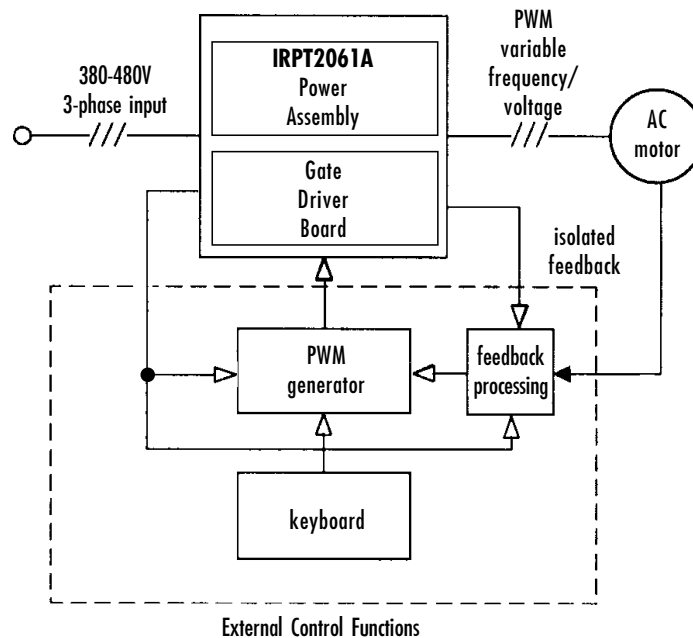 380-480V
3-phase input
IRPT2061A
Power
Assembly
Gate
Driver
Board
PWM
variable
frequency/
voltage
AC
motor
isolated
feedback
PWM
generator
feedback
processing
keyboard
External Control Functions